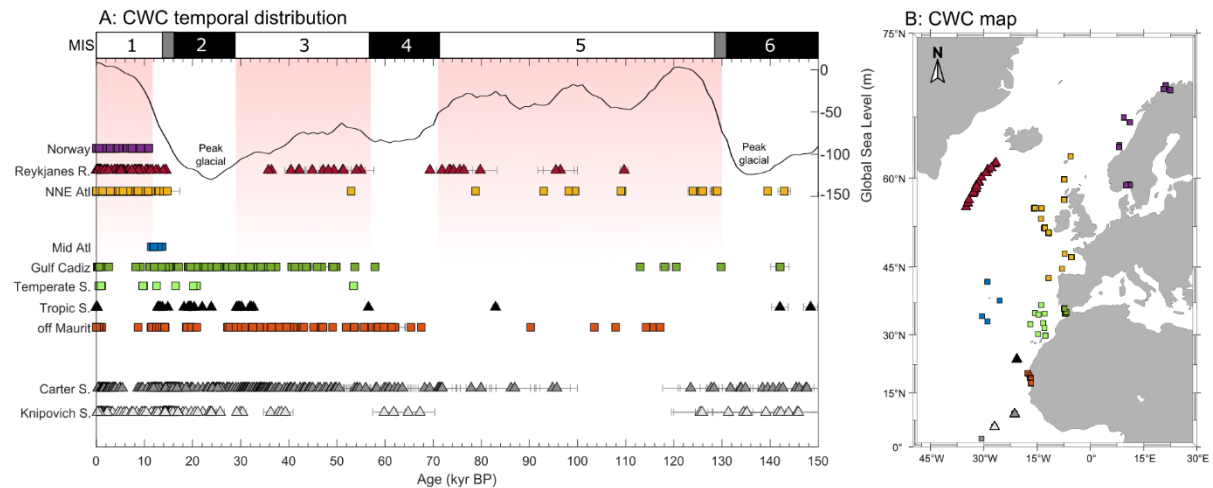 A: CWC temporal distribution
MIS 1 2 3 4 5 6
0
-50
-100
-150
Global Sea Level (m)
Peak
glacial
Peak
glacial
Norway
Reykjanes R.
NNE Atl
Mid Atl
Gulf Cadiz
Temperate S.
Tropic S.
off Maurit
Carter S.
Knipovich S.
0 10 20 30 40 50 60 70 80 90 100 110 120 130 140 150
Age (kyr BP)
B: CWC map
N
75°N
60°N
45°N
30°N
15°N
0°
45°W 30°W 15°W 0° 15°E 30°E